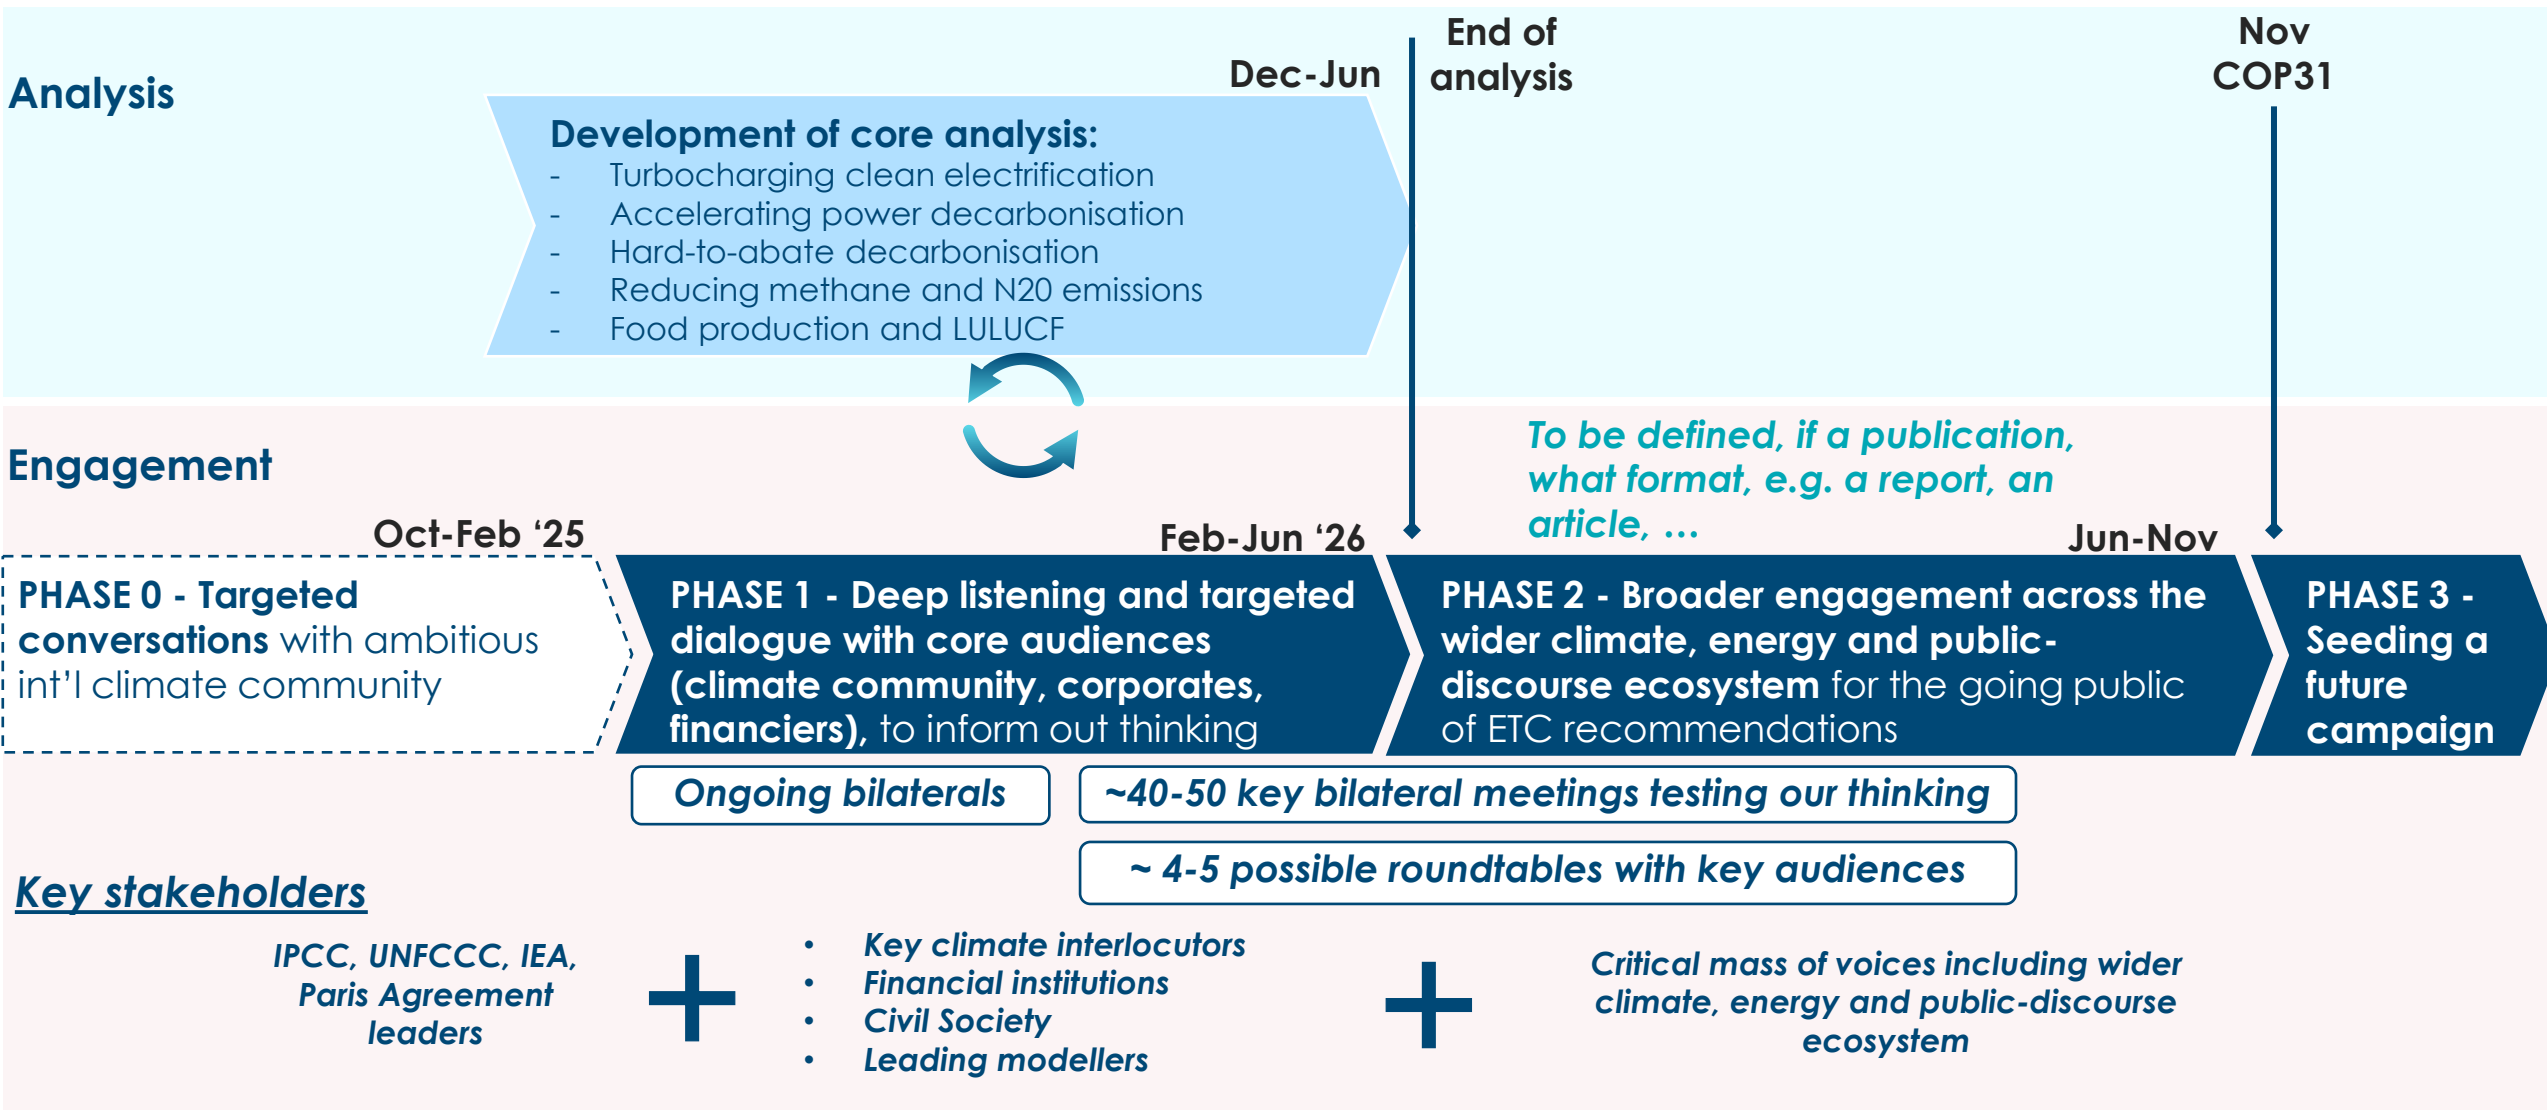 Analysis
Dec-Jun
End of
analysis
Nov
COP31
Development of core analysis:
- Turbocharging clean electrification
- Accelerating power decarbonisation
- Hard-to-abate decarbonisation
- Reducing methane and N20 emissions
- Food production and LULUCF
Engagement
To be defined, if a publication,
what format, e.g. a report, an
article, …
Oct-Feb ‘25
Feb-Jun ‘26
Jun-Nov
PHASE 0 - Targeted
conversations with ambitious
int’l climate community
PHASE 1 - Deep listening and targeted
dialogue with core audiences
(climate community, corporates,
financiers), to inform out thinking
PHASE 2 - Broader engagement across the
wider climate, energy and public-
discourse ecosystem for the going public
of ETC recommendations
PHASE 3 -
Seeding a
future
campaign
Ongoing bilaterals
~40-50 key bilateral meetings testing our thinking
~ 4-5 possible roundtables with key audiences
Key stakeholders
IPCC, UNFCCC, IEA,
Paris Agreement
leaders
+
• Key climate interlocutors
• Financial institutions
• Civil Society
• Leading modellers
+
Critical mass of voices including wider
climate, energy and public-discourse
ecosystem